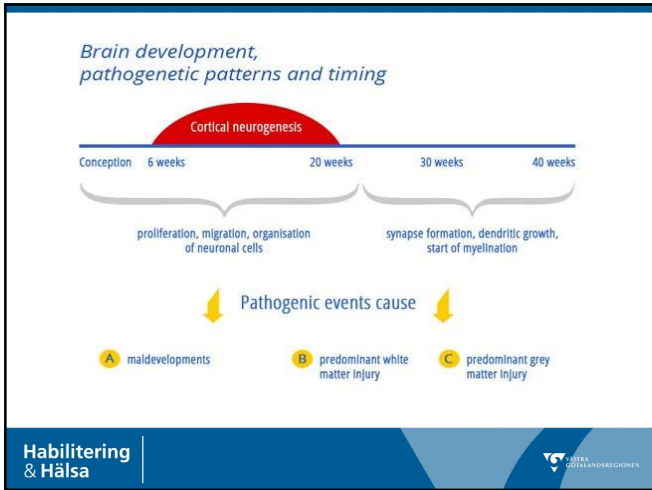 Brain development,
pathogenetic patterns and timing
Cortical neurogenesis
Conception 6 weeks 20 weeks 30 weeks 40 weeks
proliferation, migration, organisation
of neuronal cells
synapse formation, dendritic growth,
start of myelination
Pathogenic events cause
A maldevelopments
B predominant white
matter injury
C predominant grey
matter injury
Habilitering
& Hälsa
VÄSTRA
GÖTALANDSREGIONEN